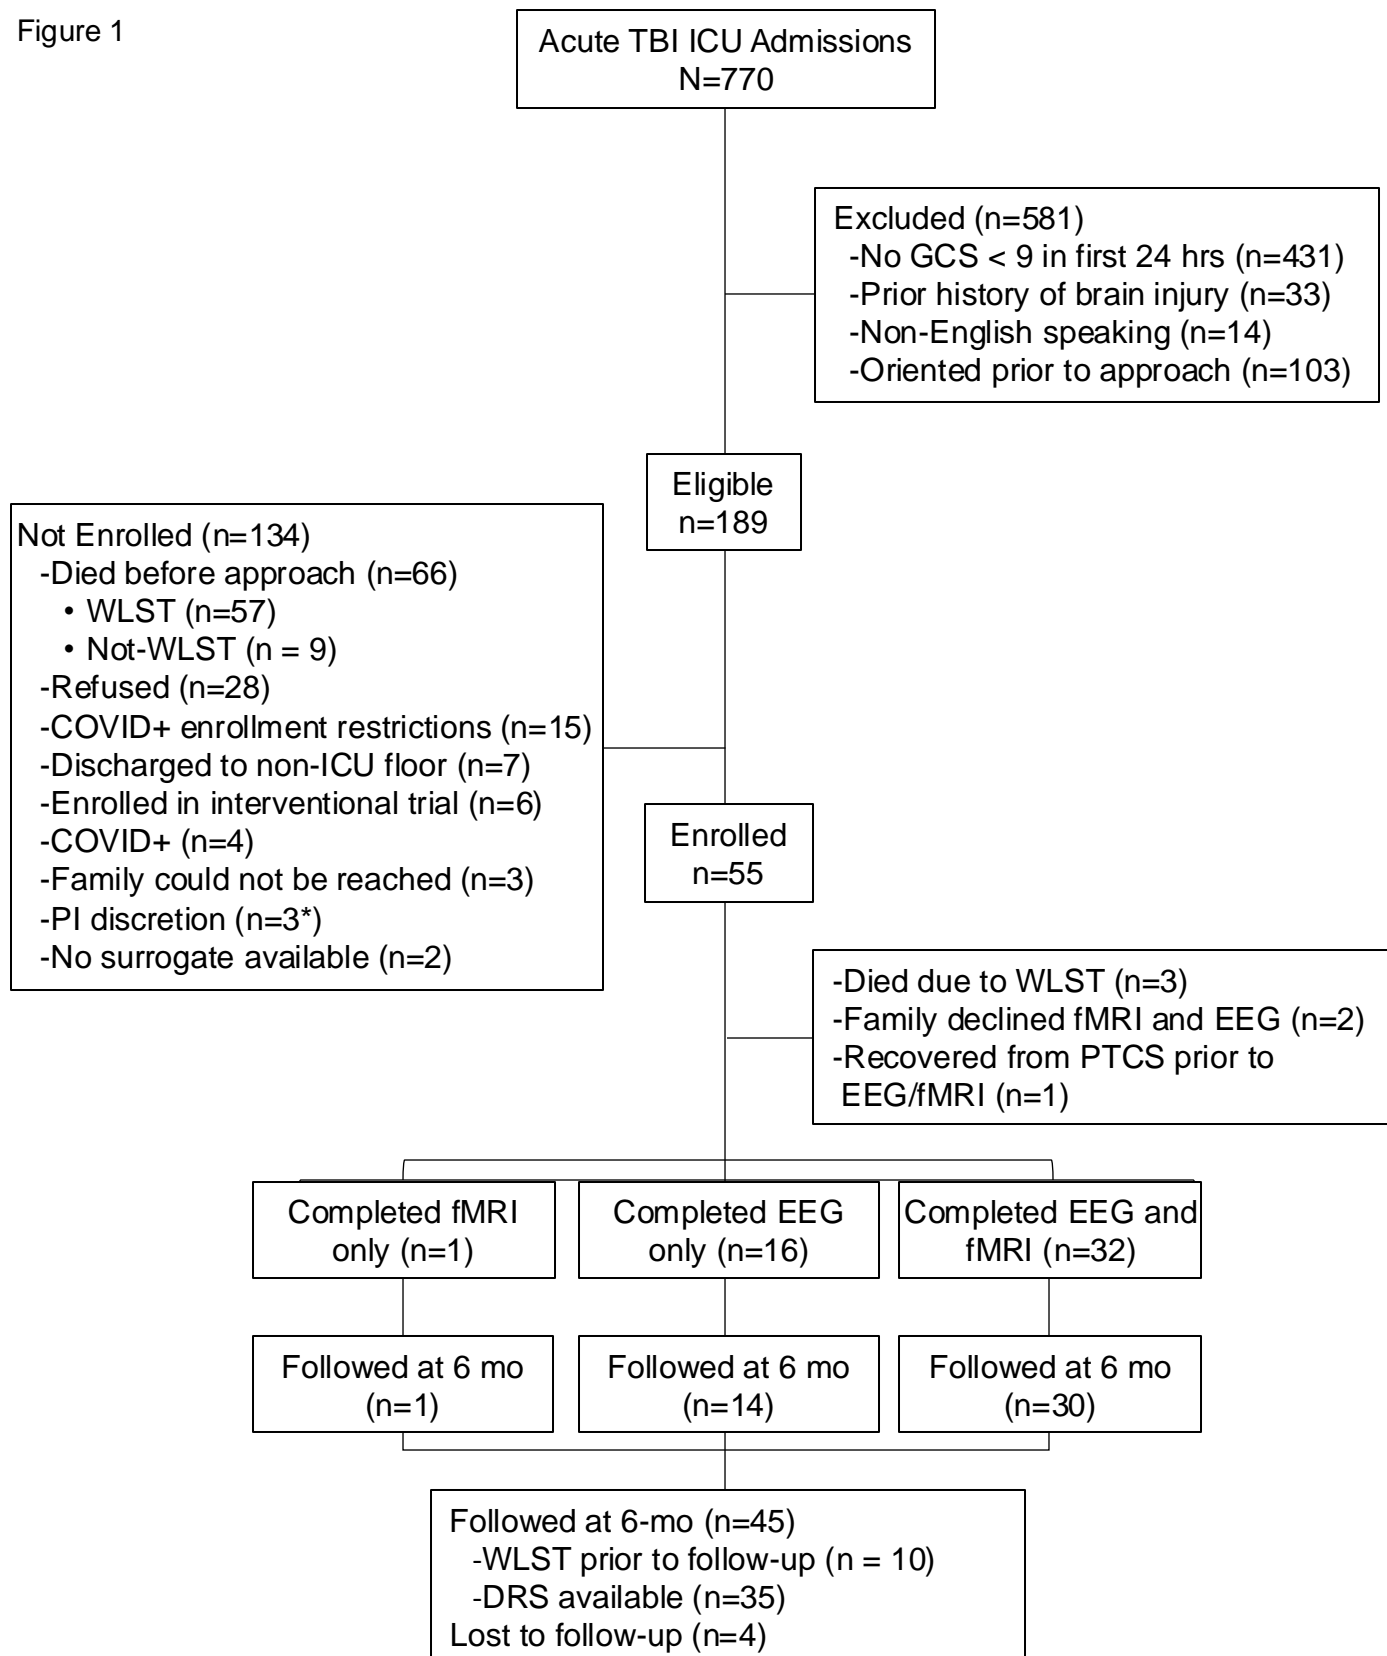 Figure 1
Acute TBI ICU Admissions
N=770
Excluded (n=581)
-No GCS < 9 in first 24 hrs (n=431)
-Prior history of brain injury (n=33)
-Non-English speaking (n=14)
-Oriented prior to approach (n=103)
Eligible
n=189
Not Enrolled (n=134)
-Died before approach (n=66)
• WLST (n=57)
• Not-WLST (n = 9)
-Refused (n=28)
-COVID+ enrollment restrictions (n=15)
-Discharged to non-ICU floor (n=7)
-Enrolled in interventional trial (n=6)
-COVID+ (n=4)
-Family could not be reached (n=3)
-PI discretion (n=3*)
-No surrogate available (n=2)
Enrolled
n=55
-Died due to WLST (n=3)
-Family declined fMRI and EEG (n=2)
-Recovered from PTCS prior to
EEG/fMRI (n=1)
Completed fMRI
only (n=1)
Completed EEG
only (n=16)
Completed EEG and
fMRI (n=32)
Followed at 6 mo
(n=1)
Followed at 6 mo
(n=14)
Followed at 6 mo
(n=30)
Followed at 6-mo (n=45)
-WLST prior to follow-up (n = 10)
-DRS available (n=35)
Lost to follow-up (n=4)